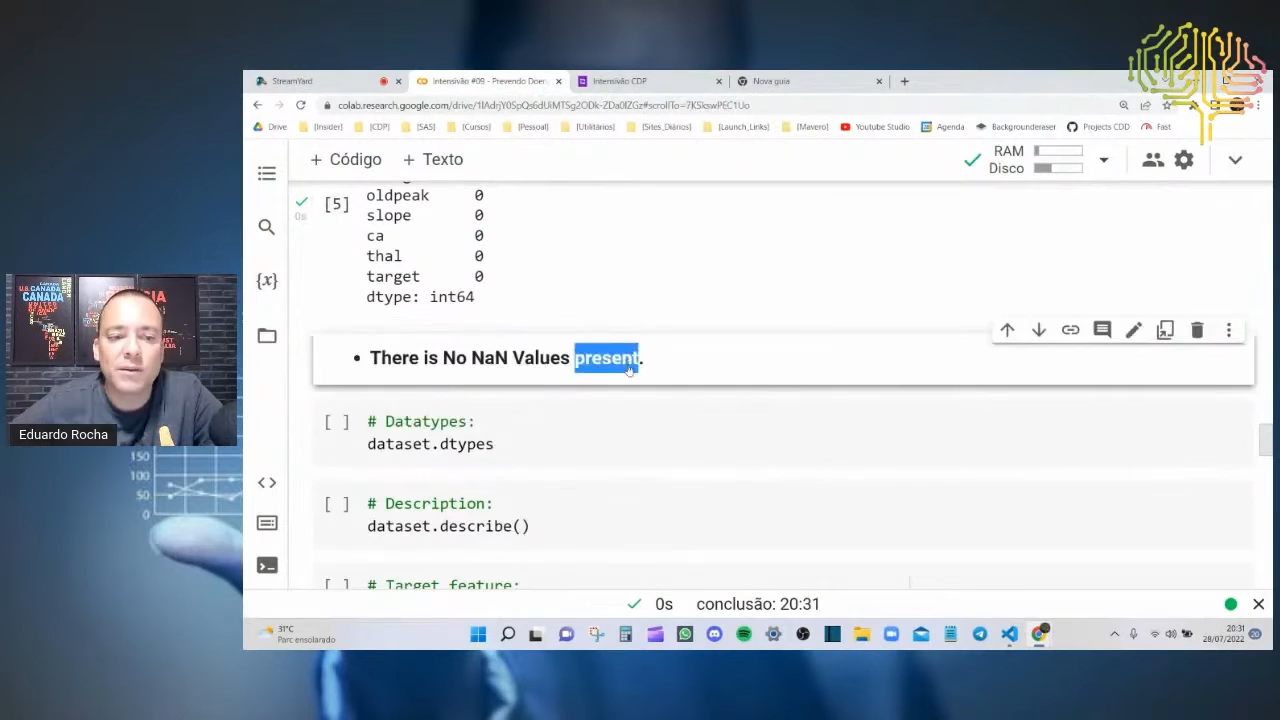 StreamYard
Intensivão #09 - Prevendo Doen
Intensivão CDP
Nova guia
colab.research.google.com/drive/1lAdrjY0SpQs6dUiMTSg2ODk-ZDa0lZGz#scrollTo=7KSkswPEC1Uo
Drive
[Insider]
[CDP]
[SAS]
[Cursos]
[Pessoal]
[Utilitários]
[Sites_Diários]
[Launch_Links]
[Mavero]
Youtube Studio
Agenda
Backgrounderaser
Projects CDD
Fast
+ Código
+ Texto
RAM
Disco
[5]
0s
oldpeak 0
slope 0
ca 0
thal 0
target 0
dtype: int64
{x}
• There is No NaN Values present.
[ ] # Datatypes:
dataset.dtypes
[ ] # Description:
dataset.describe()
[ ] # Target feature:
CANADA
Eduardo Rocha
150
100
50
0
0s conclusão: 20:31
31°C
Parc ensolarado
20:31
28/07/2022
20